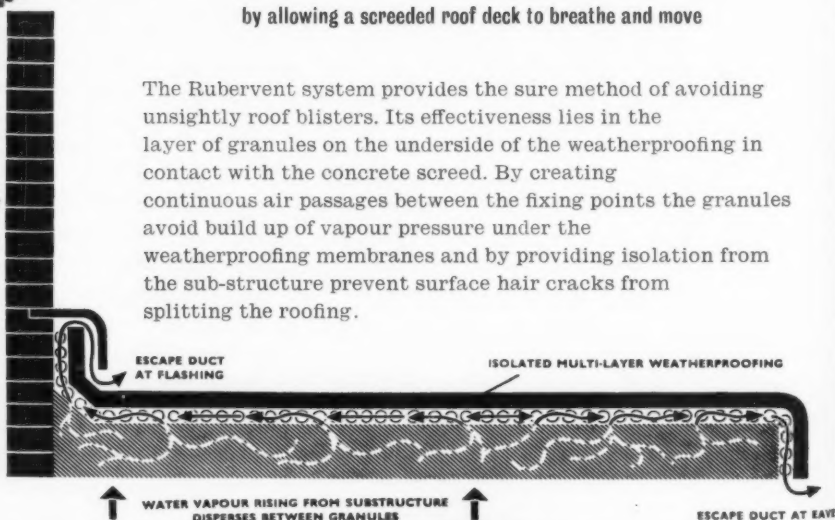 by allowing a screeded roof deck to breathe and move
The Rubervent system provides the sure method of avoiding
unsightly roof blisters. Its effectiveness lies in the
layer of granules on the underside of the weatherproofing in
contact with the concrete screed. By creating
continuous air passages between the fixing points the granules
avoid build up of vapour pressure under the
weatherproofing membranes and by providing isolation from
the sub-structure prevent surface hair cracks from
splitting the roofing.
ESCAPE DUCT
AT FLASHING
ISOLATED MULTI-LAYER WEATHERPROOFING
WATER VAPOUR RISING FROM SUBSTRUCTURE
DISPERSES BETWEEN GRANULES
ESCAPE DUCT AT EAVE